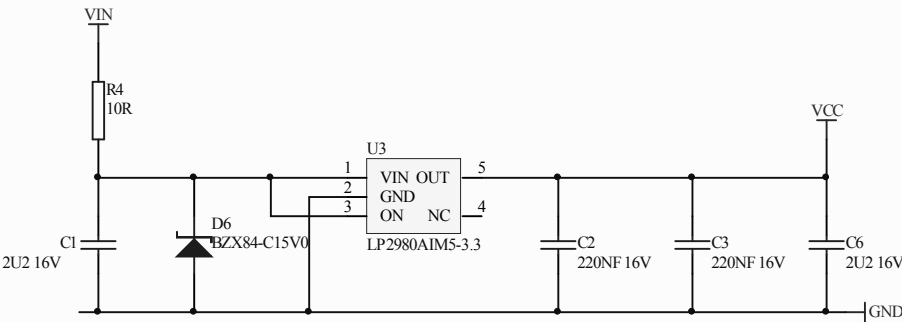 VIN
R4
10R
VCC
U3
1
VIN OUT
5
2
GND
3
ON NC
4
LP2980AIM5-3.3
D6
BZX84-C15V0
C1
2U2 16V
C2
220NF 16V
C3
220NF 16V
C6
2U2 16V
GND